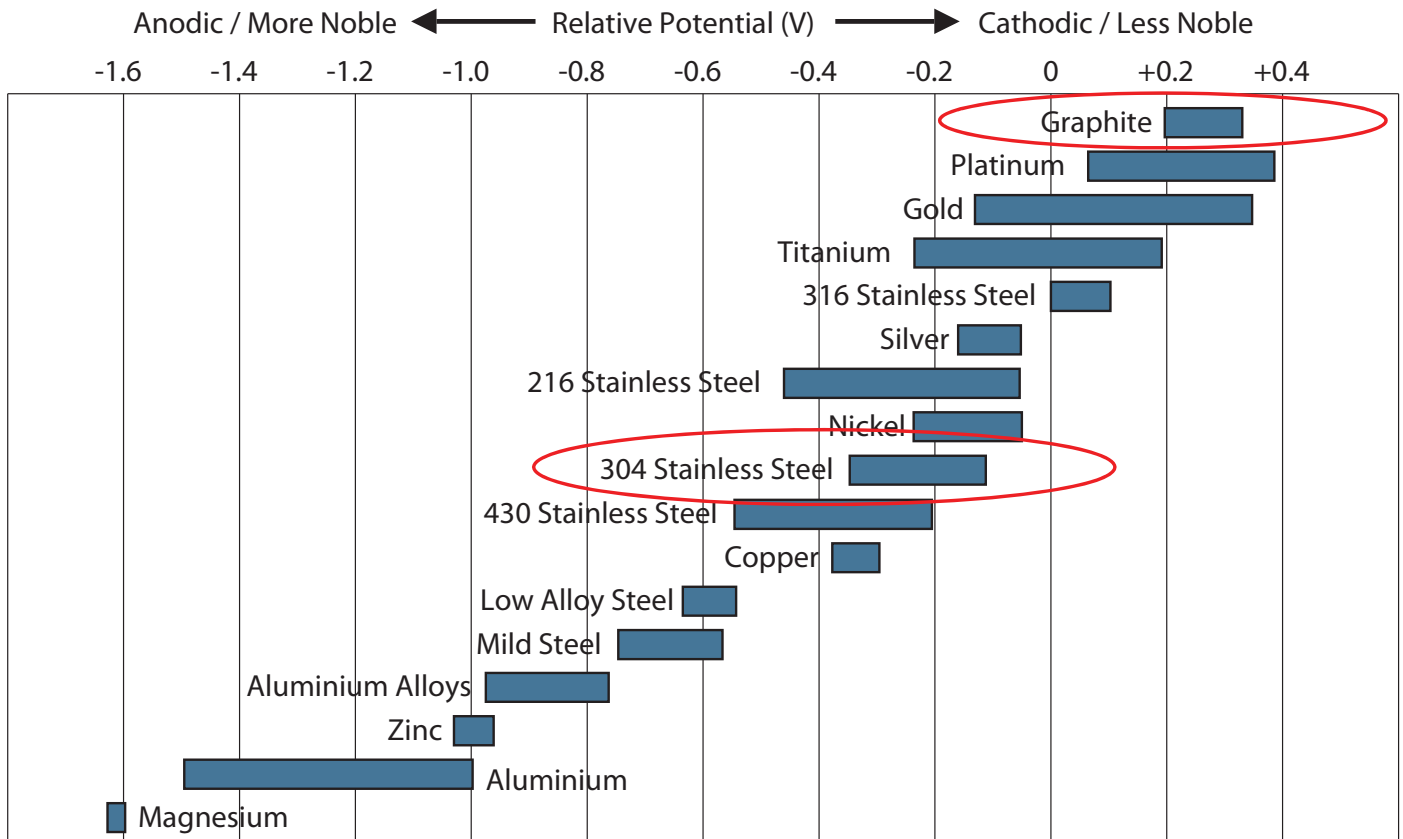 Anodic / More Noble Relative Potential (V) Cathodic / Less Noble
-1.6 -1.4 -1.2 -1.0 -0.8 -0.6 -0.4 -0.2 0 +0.2 +0.4
Graphite
Platinum
Gold
Titanium
316 Stainless Steel
Silver
216 Stainless Steel
Nickel
304 Stainless Steel
430 Stainless Steel
Copper
Low Alloy Steel
Mild Steel
Aluminium Alloys
Zinc
Aluminium
Magnesium